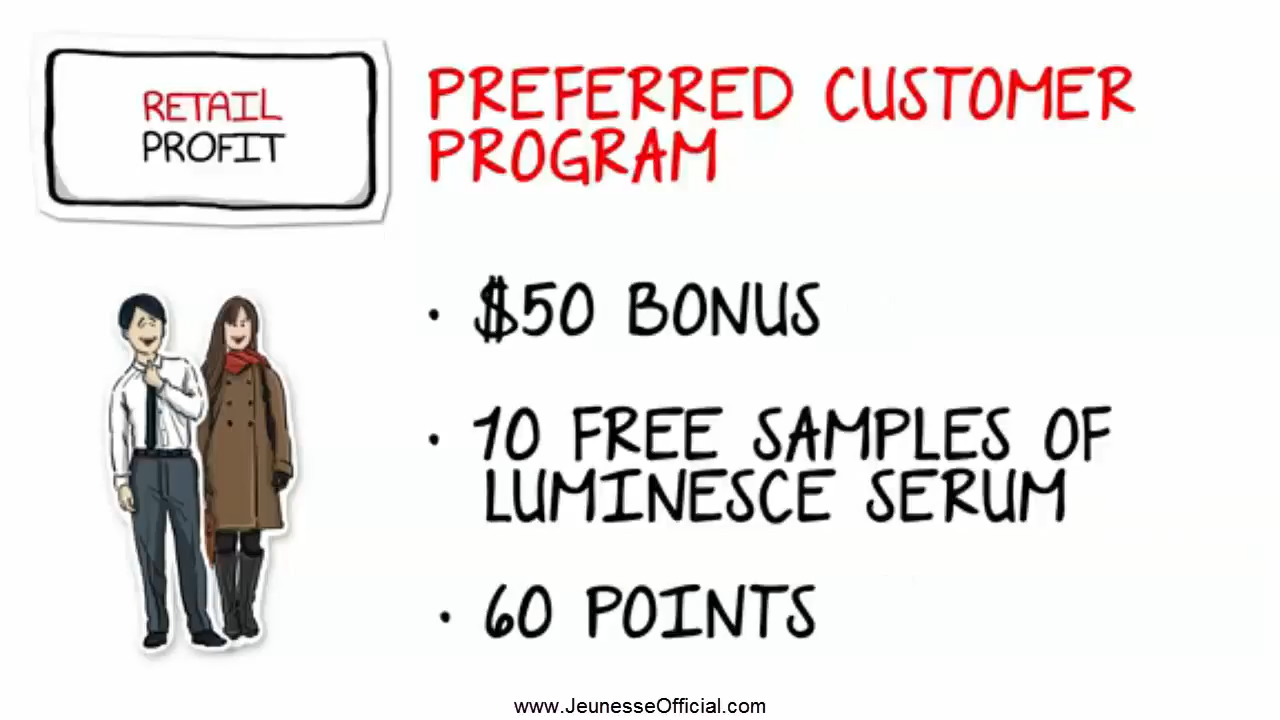 RETAIL
PROFIT
PREFERRED CUSTOMER
PROGRAM
• $50 BONUS
• 10 FREE SAMPLES OF
LUMINESCE SERUM
• 60 POINTS
www.JeunesseOfficial.com